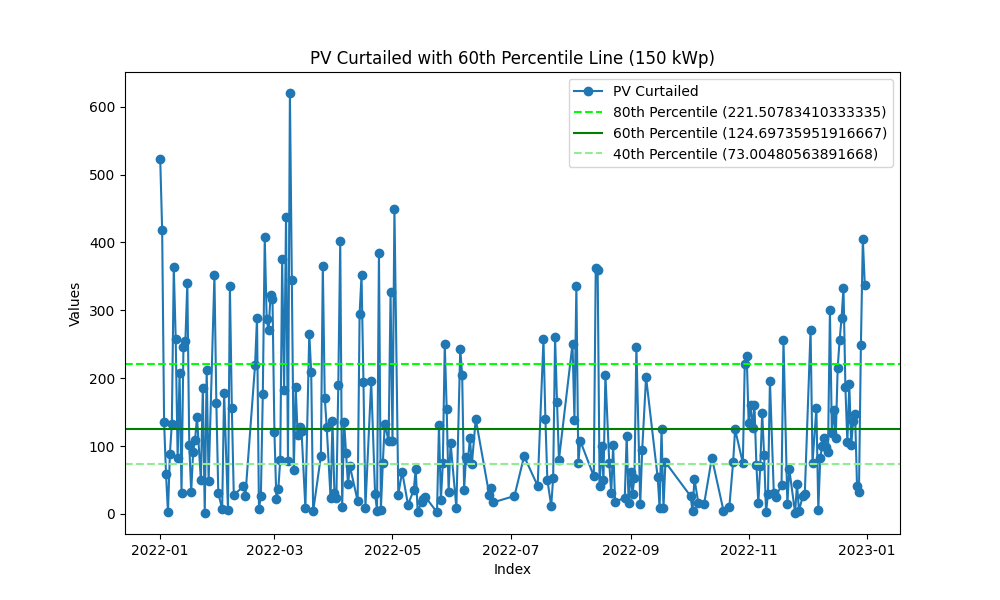 PV Curtailed with 60th Percentile Line (150 kWp)
PV Curtailed
80th Percentile (221.50783410333335)
60th Percentile (124.69735951916667)
40th Percentile (73.00480563891668)
Values
600
500
400
300
200
100
0
2022-01
2022-03
2022-05
2022-07
2022-09
2022-11
2023-01
Index